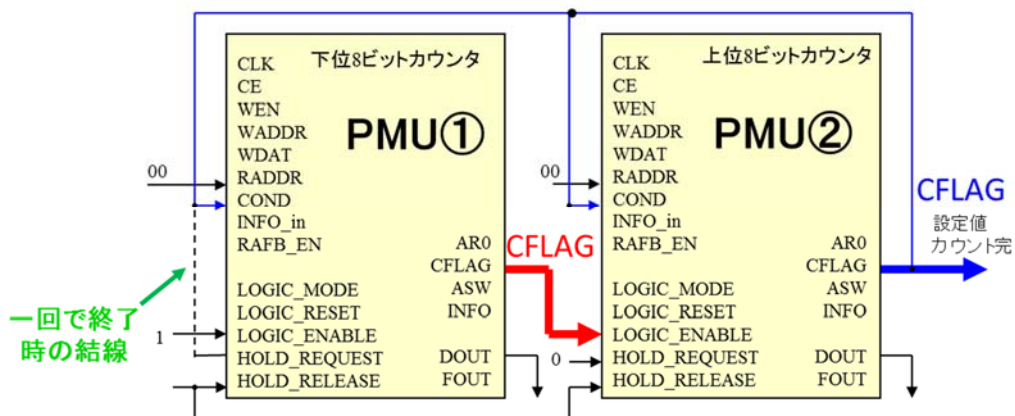 下位8ビットカウンタ
PMU①
CLK
CE
WEN
WADDR
WDAT
RADDR
COND
INFO_in
RAFB_EN
AR0
CFLAG
ASW
INFO
LOGIC_MODE
LOGIC_RESET
LOGIC_ENABLE
HOLD_REQUEST
HOLD_RELEASE
DOUT
FOUT
00
1
一回で終了
時の結線
CFLAG
上位8ビットカウンタ
PMU②
CLK
CE
WEN
WADDR
WDAT
RADDR
COND
INFO_in
RAFB_EN
AR0
CFLAG
ASW
INFO
LOGIC_MODE
LOGIC_RESET
LOGIC_ENABLE
HOLD_REQUEST
HOLD_RELEASE
DOUT
FOUT
00
0
CFLAG
設定値
カウント完